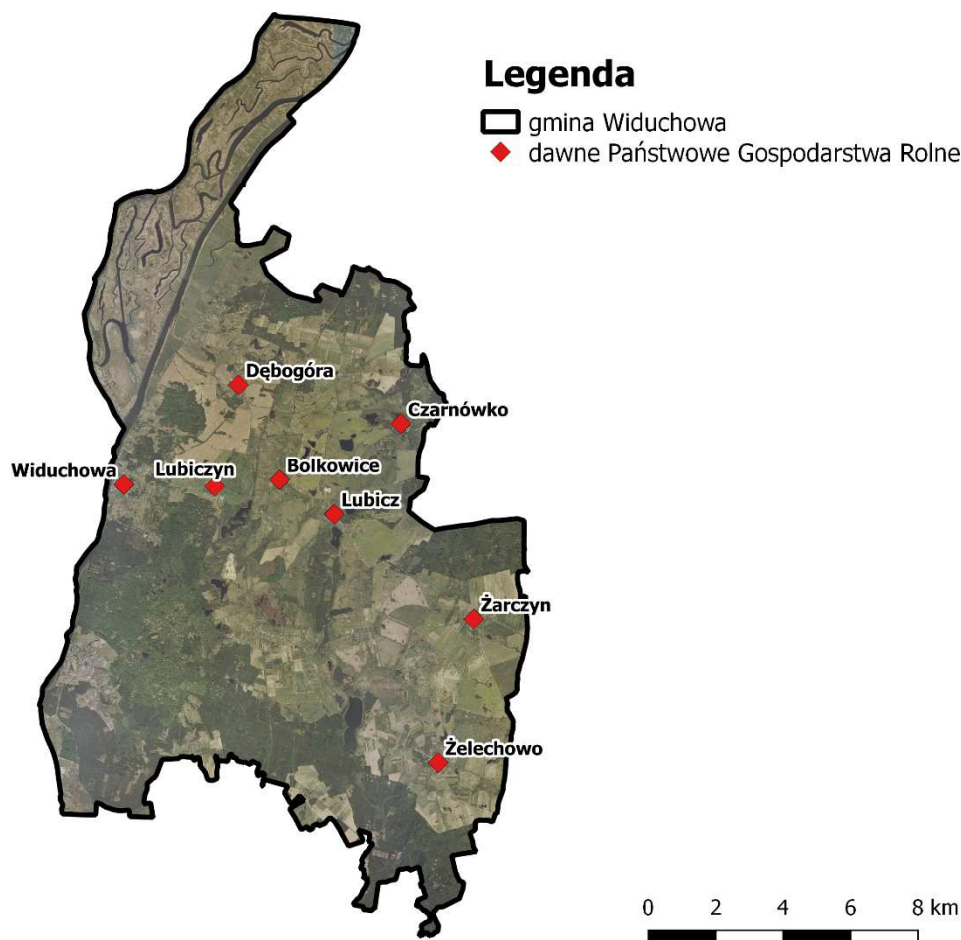 Legenda
gmina Widuchowa
dawne Państwowe Gospodarstwa Rolne
Dębogóra
Czarnówko
Widuchowa
Lubiczyn
Bolkowice
Lubicz
Żarczyn
Żelechowo
0 2 4 6 8 km